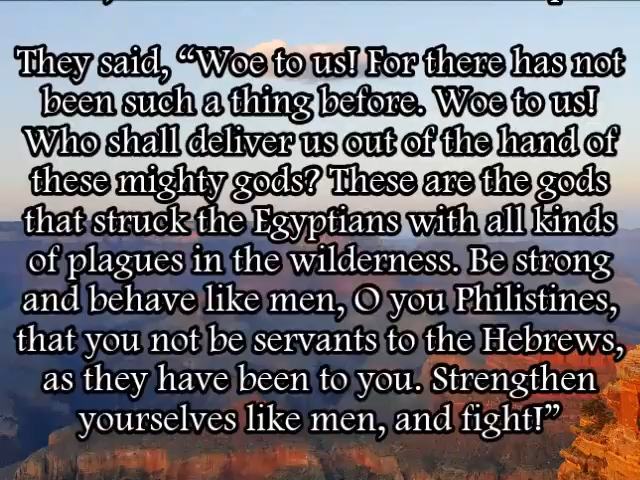 They said, “Woe to us! For there has not
been such a thing before. Woe to us!
Who shall deliver us out of the hand of
these mighty gods? These are the gods
that struck the Egyptians with all kinds
of plagues in the wilderness. Be strong
and behave like men, O you Philistines,
that you not be servants to the Hebrews,
as they have been to you. Strengthen
yourselves like men, and fight!”